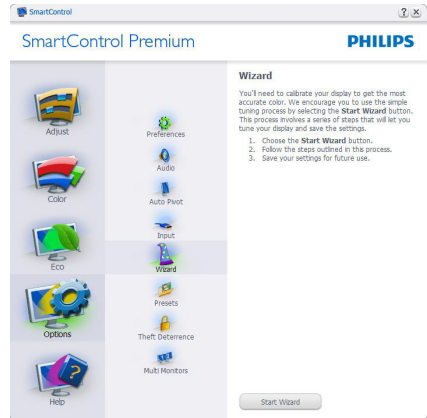 SmartControl
SmartControl Premium
PHILIPS
Adjust
Color
Eco
Options
Help
Preferences
Audio
Auto Pivot
Input
Wizard
Presets
Theft Deterrence
Multi Monitors
Wizard
You'll need to calibrate your display to get the most
accurate color. We encourage you to use the simple
tuning process by selecting the Start Wizard button.
This process involves a series of steps that will let you
tune your display and save the settings.
1. Choose the Start Wizard button.
2. Follow the steps outlined in this process.
3. Save your settings for future use.
Start Wizard